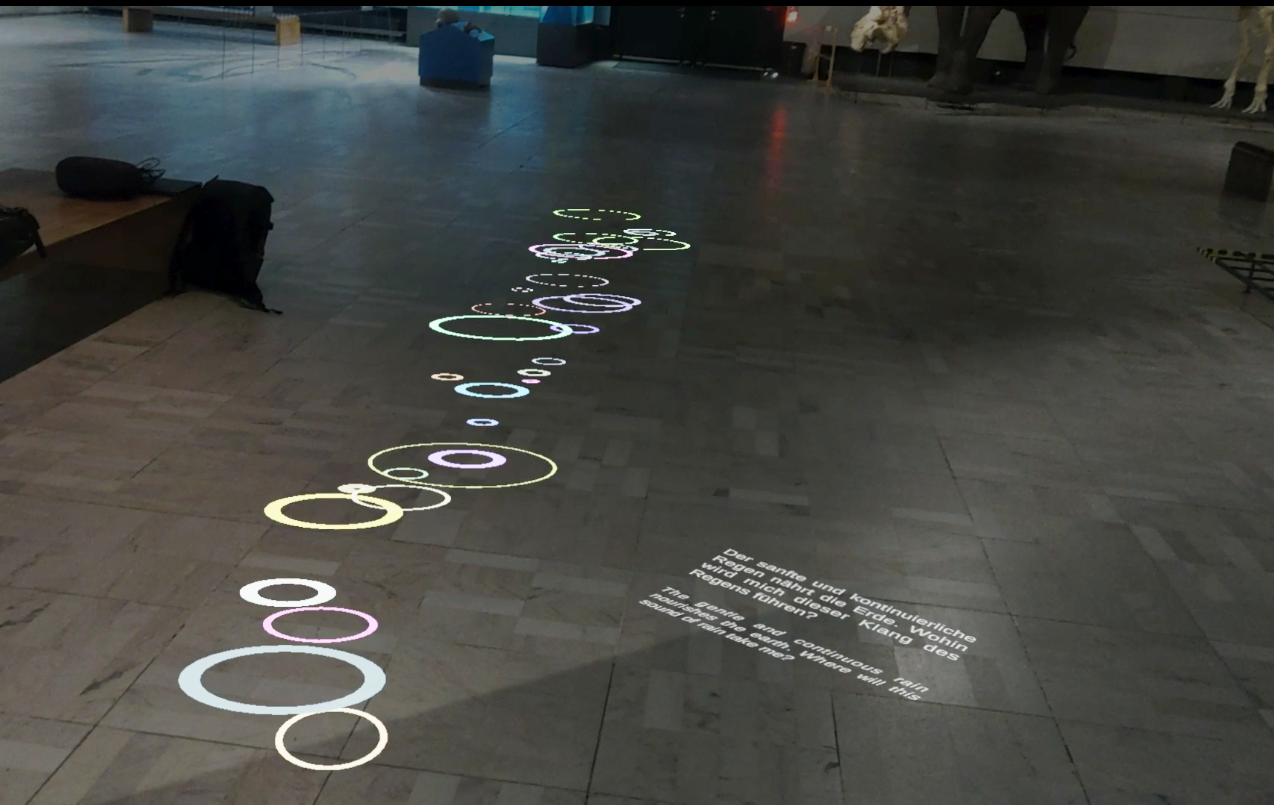 Der sanfte und kontinuierliche
Regen nährt die Erde. Wohin
wird mich dieser Klang des
Regens führen?
The gentle and continuous rain
nourishes the earth. Where will this
sound of rain take me?